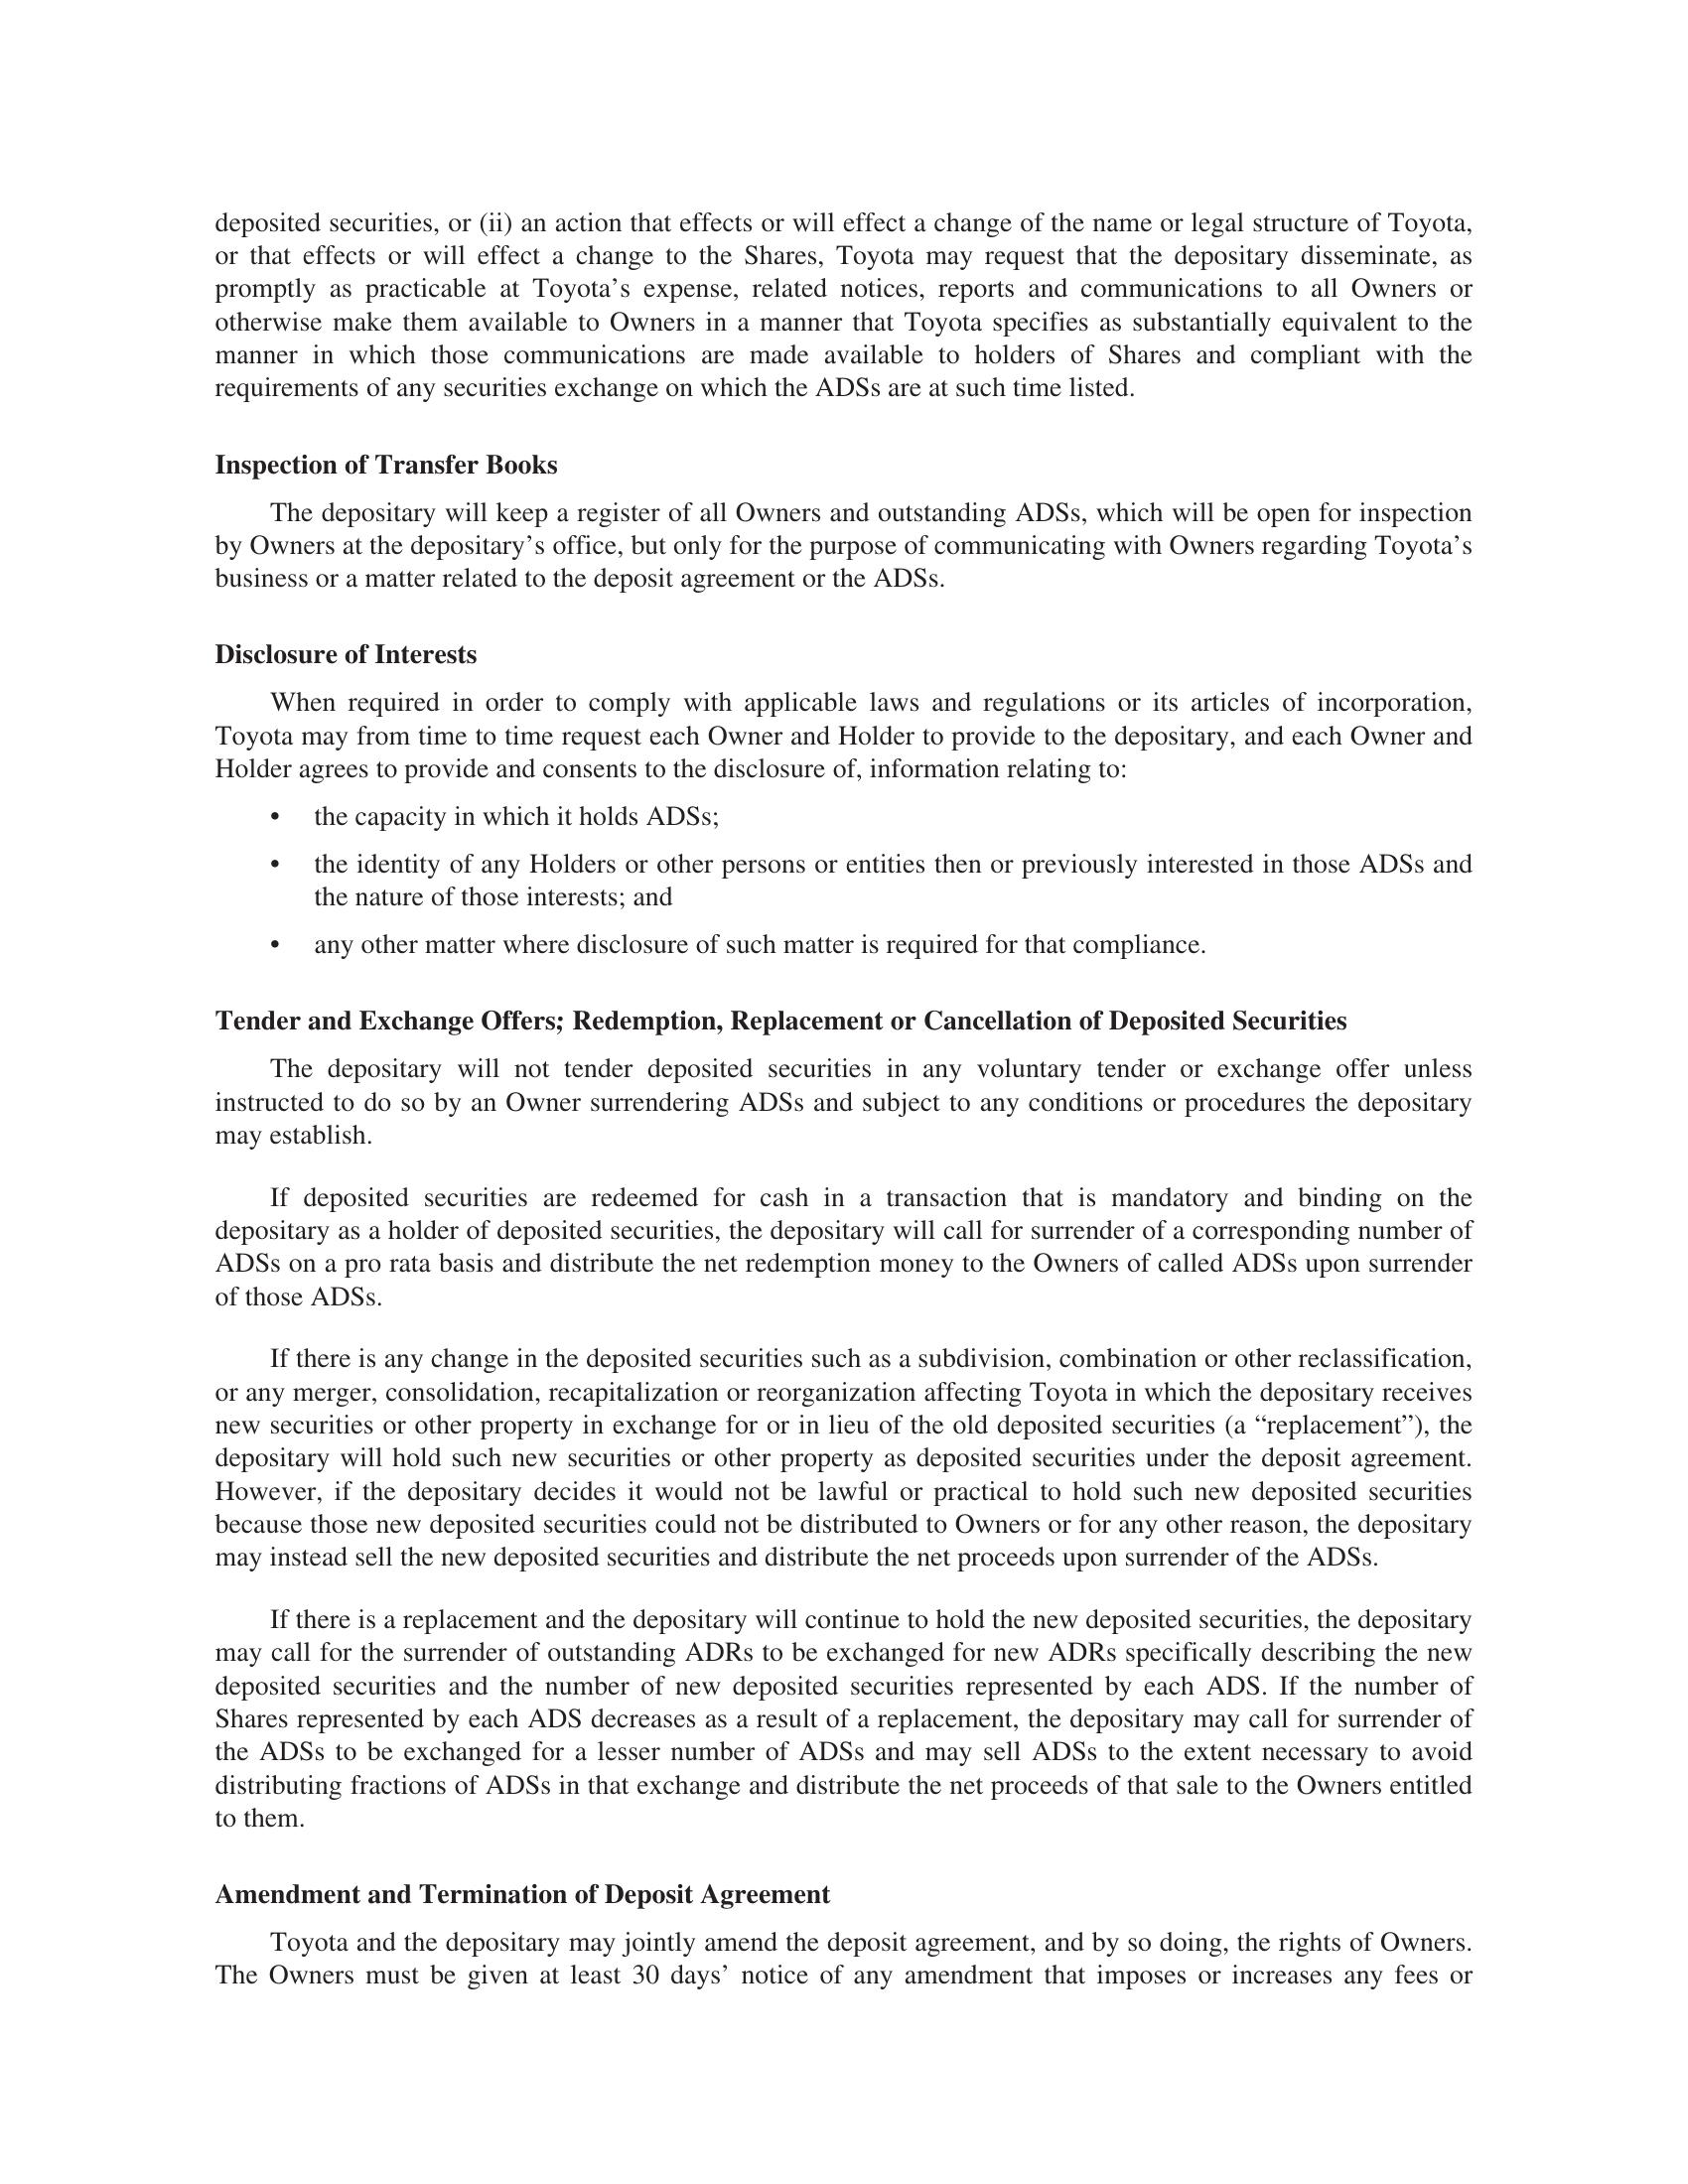 deposited securities, or (ii) an action that effects or will effect a change of the name or legal structure of Toyota,
or that effects or will effect a change to the Shares, Toyota may request that the depositary disseminate, as
promptly as practicable at Toyota’s expense, related notices, reports and communications to all Owners or
otherwise make them available to Owners in a manner that Toyota specifies as substantially equivalent to the
manner in which those communications are made available to holders of Shares and compliant with the
requirements of any securities exchange on which the ADSs are at such time listed.
Inspection of Transfer Books
The depositary will keep a register of all Owners and outstanding ADSs, which will be open for inspection
by Owners at the depositary’s office, but only for the purpose of communicating with Owners regarding Toyota’s
business or a matter related to the deposit agreement or the ADSs.
Disclosure of Interests
When required in order to comply with applicable laws and regulations or its articles of incorporation,
Toyota may from time to time request each Owner and Holder to provide to the depositary, and each Owner and
Holder agrees to provide and consents to the disclosure of, information relating to:
• the capacity in which it holds ADSs;
• the identity of any Holders or other persons or entities then or previously interested in those ADSs and
the nature of those interests; and
• any other matter where disclosure of such matter is required for that compliance.
Tender and Exchange Offers; Redemption, Replacement or Cancellation of Deposited Securities
The depositary will not tender deposited securities in any voluntary tender or exchange offer unless
instructed to do so by an Owner surrendering ADSs and subject to any conditions or procedures the depositary
may establish.
If deposited securities are redeemed for cash in a transaction that is mandatory and binding on the
depositary as a holder of deposited securities, the depositary will call for surrender of a corresponding number of
ADSs on a pro rata basis and distribute the net redemption money to the Owners of called ADSs upon surrender
of those ADSs.
If there is any change in the deposited securities such as a subdivision, combination or other reclassification,
or any merger, consolidation, recapitalization or reorganization affecting Toyota in which the depositary receives
new securities or other property in exchange for or in lieu of the old deposited securities (a “replacement”), the
depositary will hold such new securities or other property as deposited securities under the deposit agreement.
However, if the depositary decides it would not be lawful or practical to hold such new deposited securities
because those new deposited securities could not be distributed to Owners or for any other reason, the depositary
may instead sell the new deposited securities and distribute the net proceeds upon surrender of the ADSs.
If there is a replacement and the depositary will continue to hold the new deposited securities, the depositary
may call for the surrender of outstanding ADRs to be exchanged for new ADRs specifically describing the new
deposited securities and the number of new deposited securities represented by each ADS. If the number of
Shares represented by each ADS decreases as a result of a replacement, the depositary may call for surrender of
the ADSs to be exchanged for a lesser number of ADSs and may sell ADSs to the extent necessary to avoid
distributing fractions of ADSs in that exchange and distribute the net proceeds of that sale to the Owners entitled
to them.
Amendment and Termination of Deposit Agreement
Toyota and the depositary may jointly amend the deposit agreement, and by so doing, the rights of Owners.
The Owners must be given at least 30 days’ notice of any amendment that imposes or increases any fees or